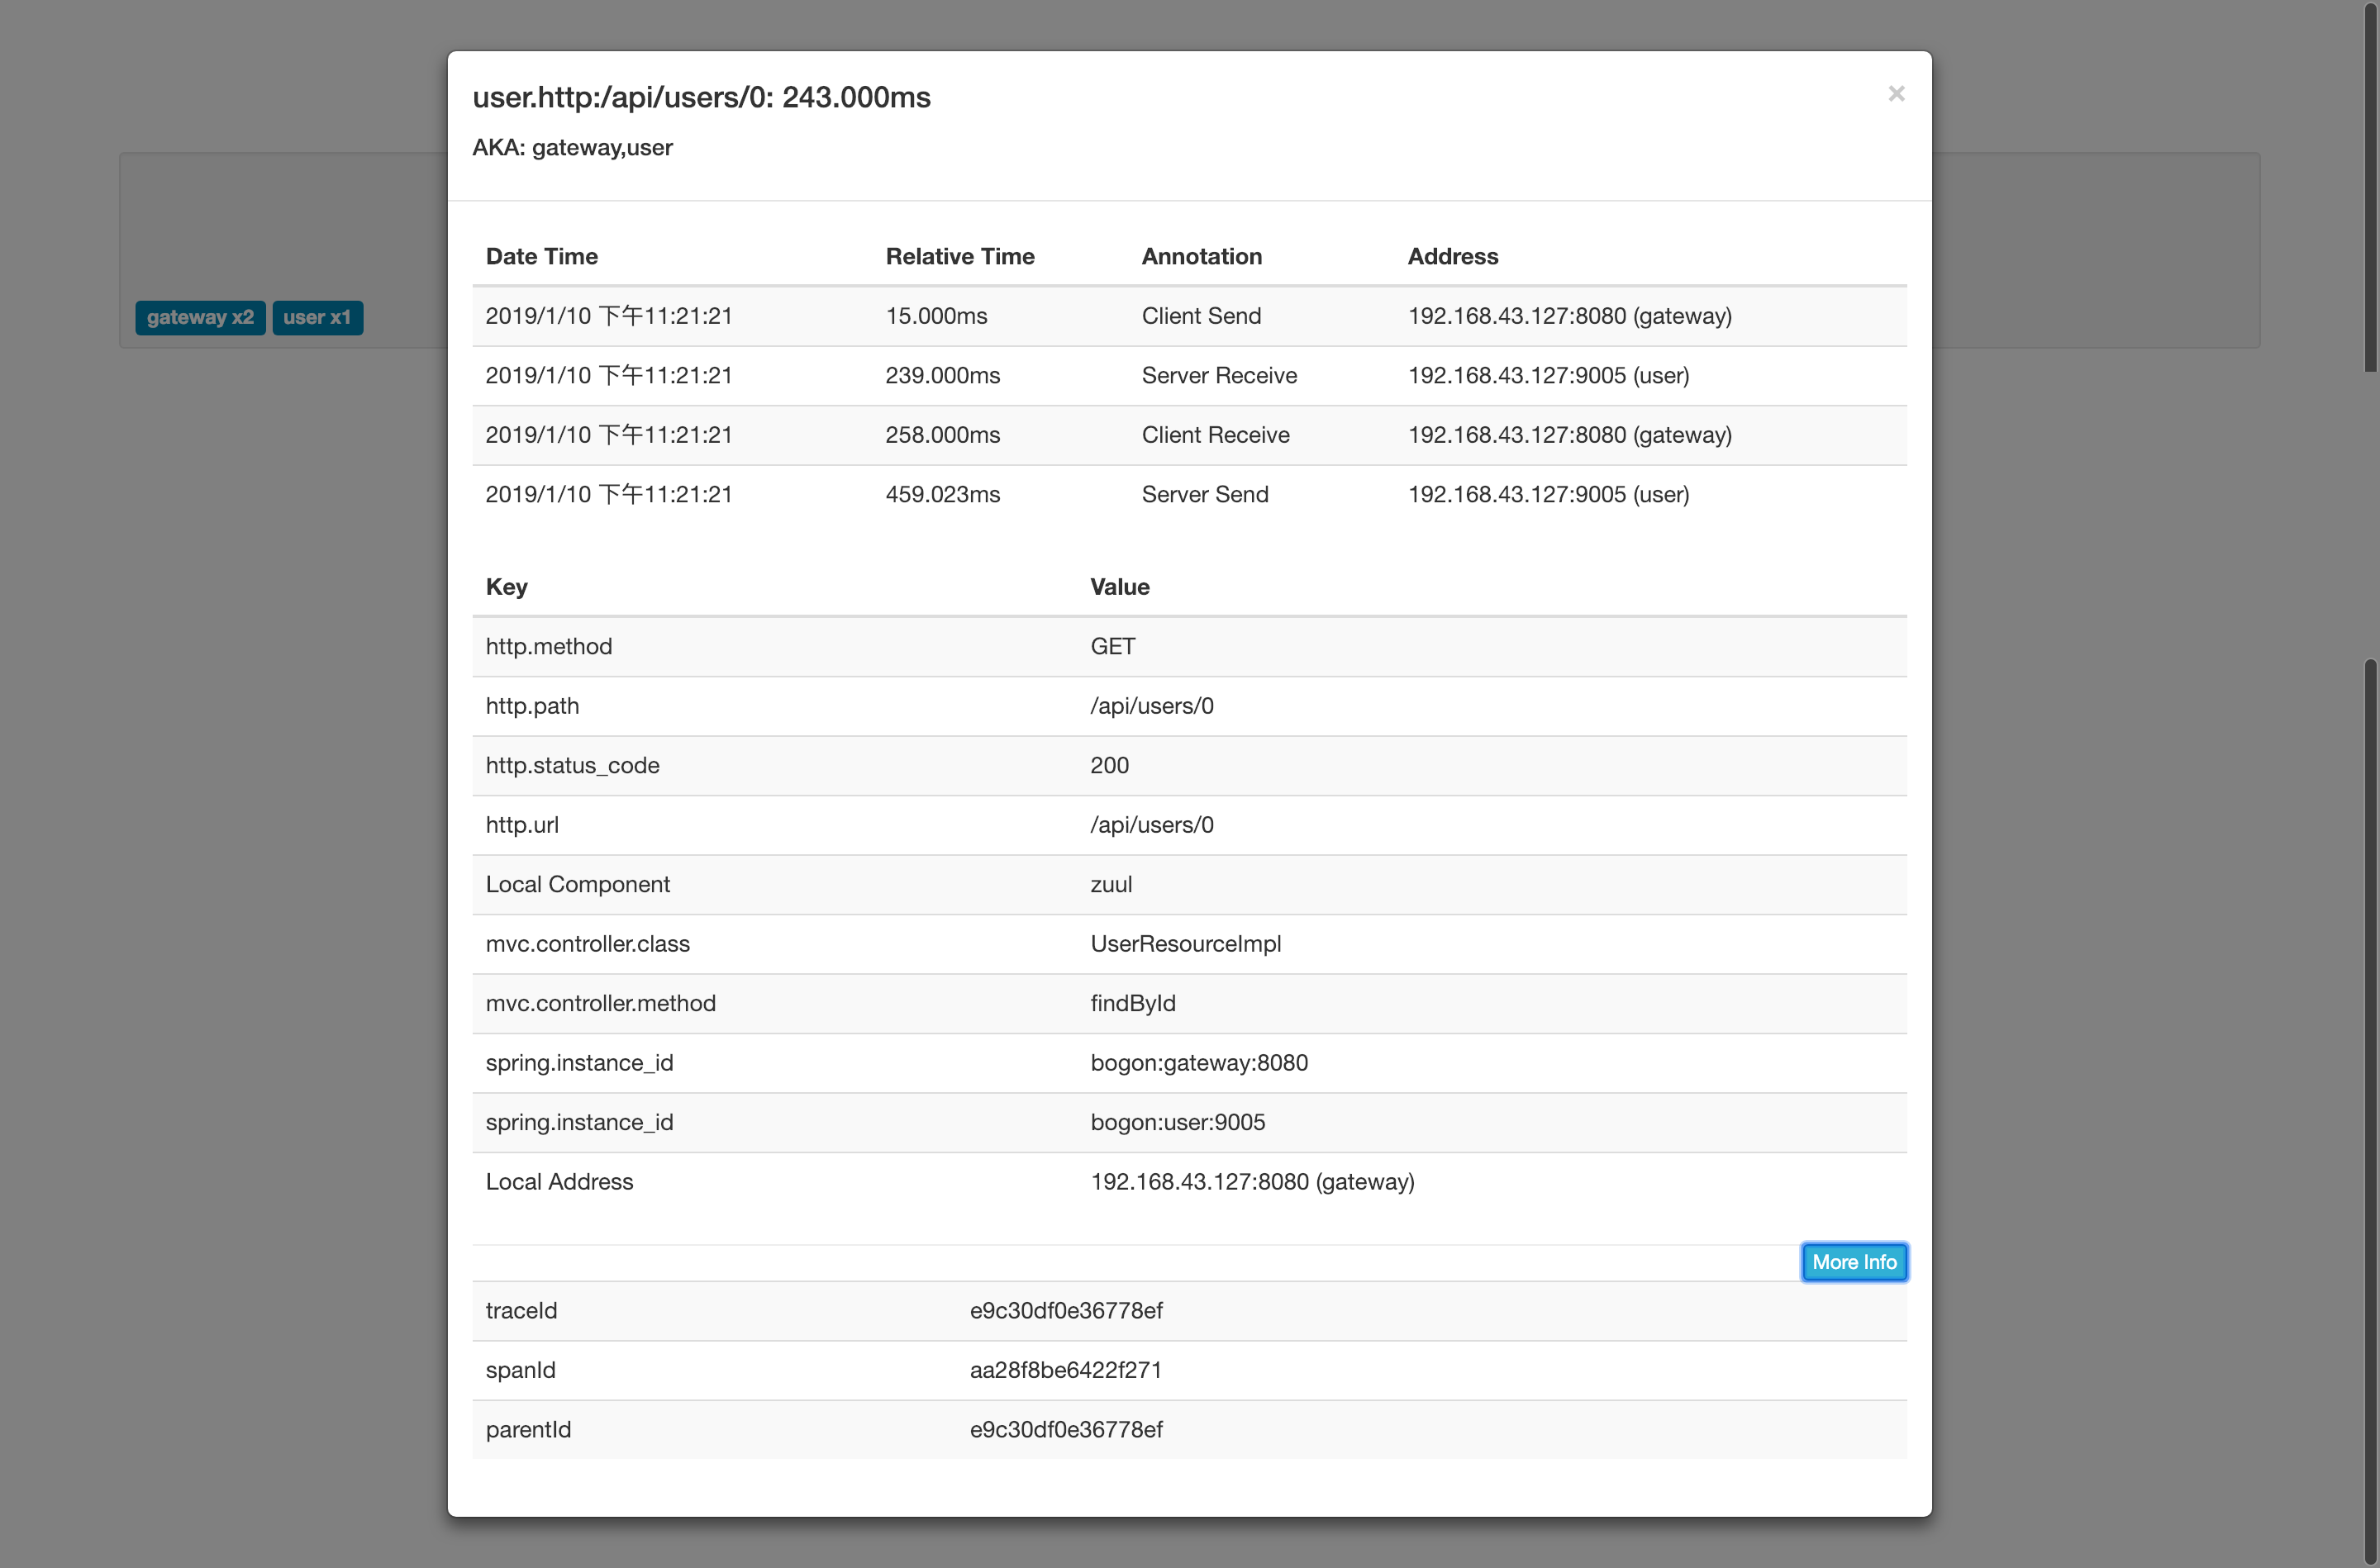 user.http:/api/users/0: 243.000ms
×
AKA: gateway,user
gateway x2 user x1
Date Time Relative Time Annotation Address
2019/1/10 下午11:21:21 15.000ms Client Send 192.168.43.127:8080 (gateway)
2019/1/10 下午11:21:21 239.000ms Server Receive 192.168.43.127:9005 (user)
2019/1/10 下午11:21:21 258.000ms Client Receive 192.168.43.127:8080 (gateway)
2019/1/10 下午11:21:21 459.023ms Server Send 192.168.43.127:9005 (user)
Key Value
http.method GET
http.path /api/users/0
http.status_code 200
http.url /api/users/0
Local Component zuul
mvc.controller.class UserResourceImpl
mvc.controller.method findById
spring.instance_id bogon:gateway:8080
spring.instance_id bogon:user:9005
Local Address 192.168.43.127:8080 (gateway)
More Info
traceId e9c30df0e36778ef
spanId aa28f8be6422f271
parentId e9c30df0e36778ef